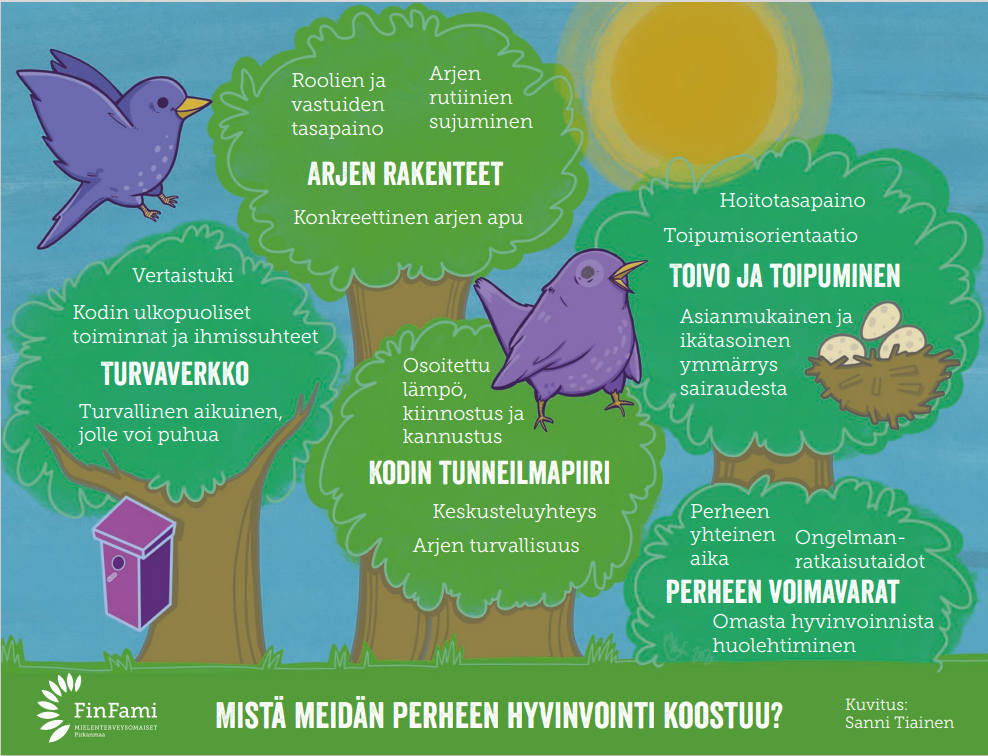 Roolien ja
vastuiden
tasapaino
Arjen
rutiinien
sujuminen
ARJEN RAKENTEET
Konkreettinen arjen apu
Hoitotasapaino
Toipumisorientaatio
TOIVO JA TOIPUMINEN
Asianmukainen ja
ikätasoinen
ymmärrys
sairaudesta
Vertaistuki
Kodin ulkopuoliset
toiminnat ja ihmissuhteet
TURVAVERKKO
Turvallinen aikuinen,
jolle voi puhua
Osoitettu
lämpö,
kiinnostus ja
kannustus
KODIN TUNNEILMAPIIRI
Keskusteluyhteys
Arjen turvallisuus
Perheen
yhteinen
aika
Ongelman-
ratkaisutaidot
PERHEEN VOIMAVARAT
Omasta hyvinvoinnista
huolehtiminen
FinFami
MIELENTERVEYSOMAISET
Pirkanmaa
MISTÄ MEIDÄN PERHEEN HYVINVOINTI KOOSTUU?
Kuvitus:
Sanni Tiainen